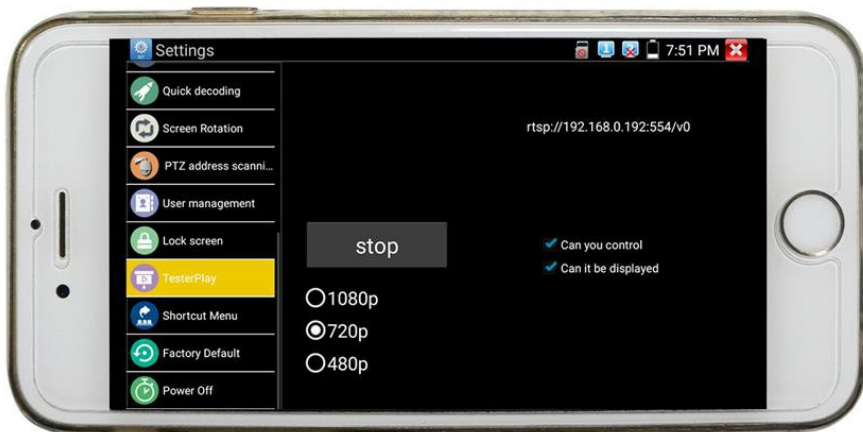 Settings
7:51 PM
Quick decoding
Screen Rotation
PTZ address scanni...
User management
Lock screen
TesterPlay
Shortcut Menu
Factory Default
Power Off
rtsp://192.168.0.192:554/v0
stop
Can you control
Can it be displayed
1080p
720p
480p